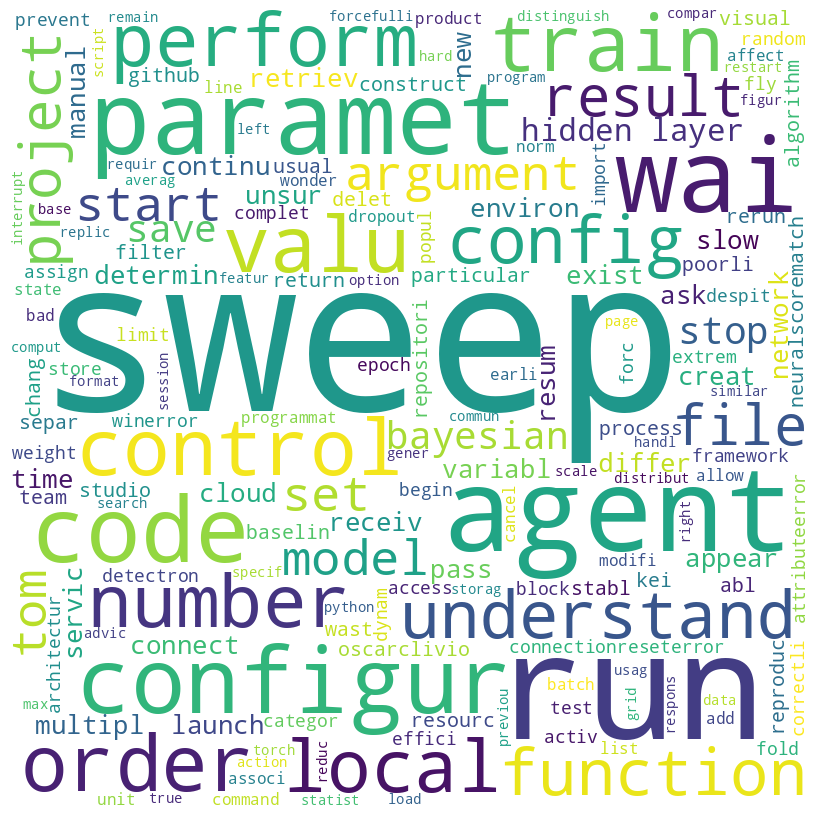 prevent remain forcefulli product distinguish compar visual
perform train
script github line retriev construct new program hard random affect restart
project manual paramet result fly figur
left hidden layer algorithm
requir continu usual argument norm import wai
base averag wonder
interrupt start unsur delet complet dropout popul environ config rerun
replic save valu slow poorli
filter assign determin featur return option particular exist ask despit neuralscorematch
state bad sweep page network
comput limit epoch repositori earli resum forc stop extrem creat
chang store format session similar
separ winerror programmat commun process handl file
weight control gener bayesian differ framework
time scale distribut allow
team studio cloud set variabl
search begin cancel agent right attributeerror
code baselin receiv
model pass modifi appear
detectron specif access storag block stabl kei abl
tom servic number python dynam understand
architectur advic wast
connect oscarclivio connectionreseterror reproduc correctli
configur run usag
max batch grid respons data
categor resourc test add
multipl launch effici previou activ
order torch local list fold
action reduc function
associ
unit true command statist load